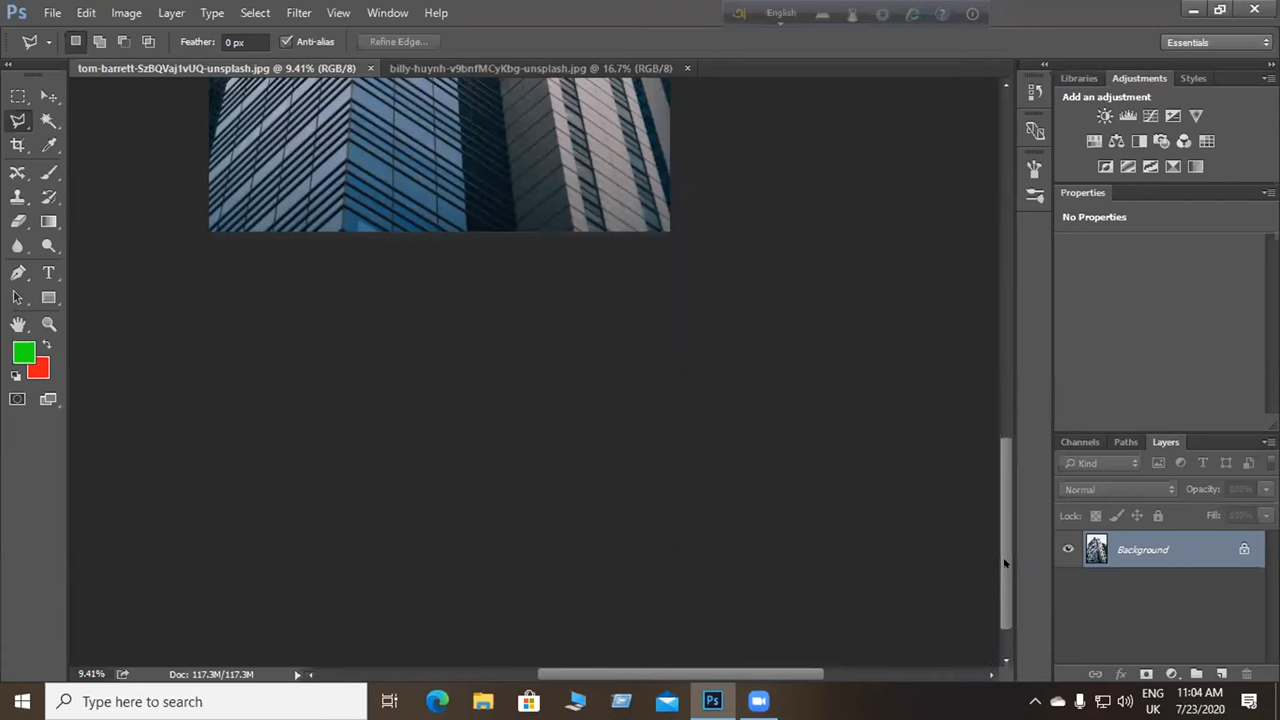 Ps File Edit Image Layer Type Select Filter View Window Help
English
Feather: 0 px Anti-alias Refine Edge... Essentials
tom-barrett-SzBQVaj1vUQ-unsplash.jpg @ 9.41% (RGB/8) × billy-huynh-v9bnfMCyKbg-unsplash.jpg @ 16.7% (RGB/8) ×
Libraries Adjustments Styles
Add an adjustment
Properties
No Properties
Channels Paths Layers
Kind
Normal Opacity:
Lock: Fill:
Background
9.41% Doc: 117.3M/117.3M
Type here to search
Ps
ENG
UK
11:04 AM
7/23/2020